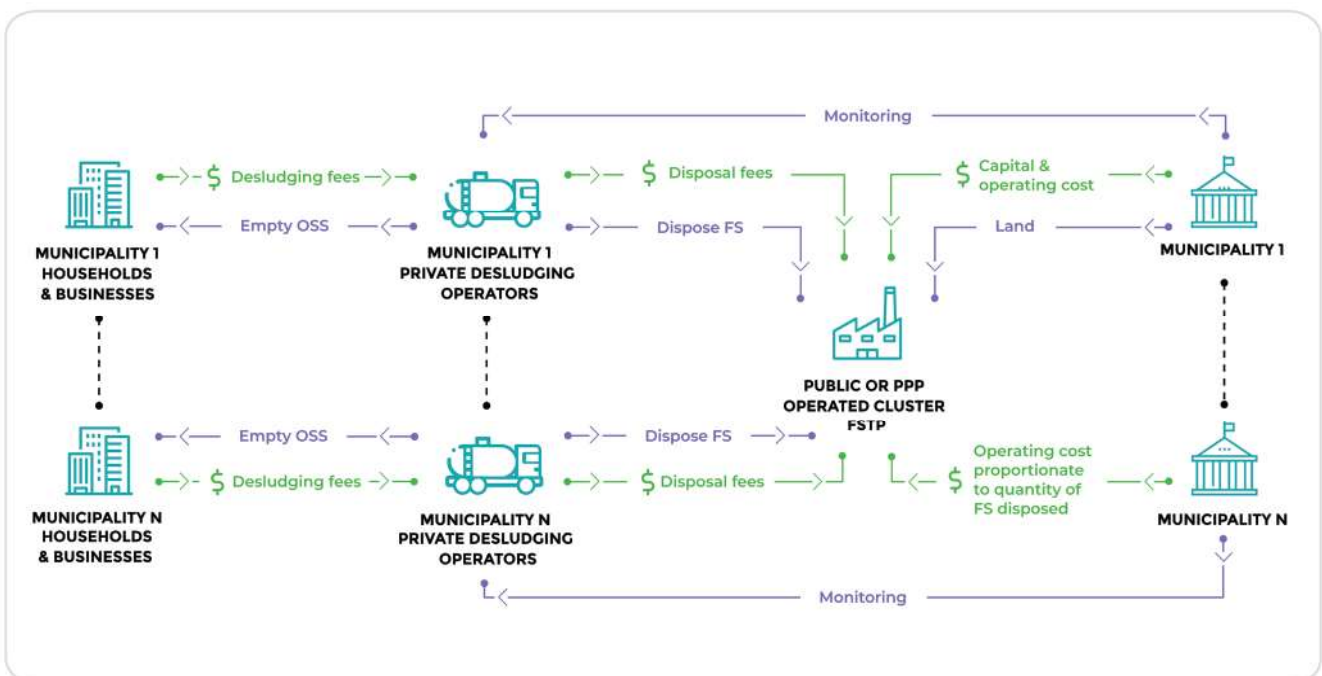 Monitoring
$ Desludging fees
$ Disposal fees
$ Capital &
operating cost
Empty OSS
Dispose FS
Land
MUNICIPALITY 1
HOUSEHOLDS
& BUSINESSES
MUNICIPALITY 1
PRIVATE DESLUDGING
OPERATORS
MUNICIPALITY 1
PUBLIC OR PPP
OPERATED CLUSTER
FSTP
Empty OSS
Dispose FS
$ Desludging fees
$ Disposal fees
$ Operating cost
proportionate
to quantity of
FS disposed
MUNICIPALITY N
HOUSEHOLDS
& BUSINESSES
MUNICIPALITY N
PRIVATE DESLUDGING
OPERATORS
MUNICIPALITY N
Monitoring